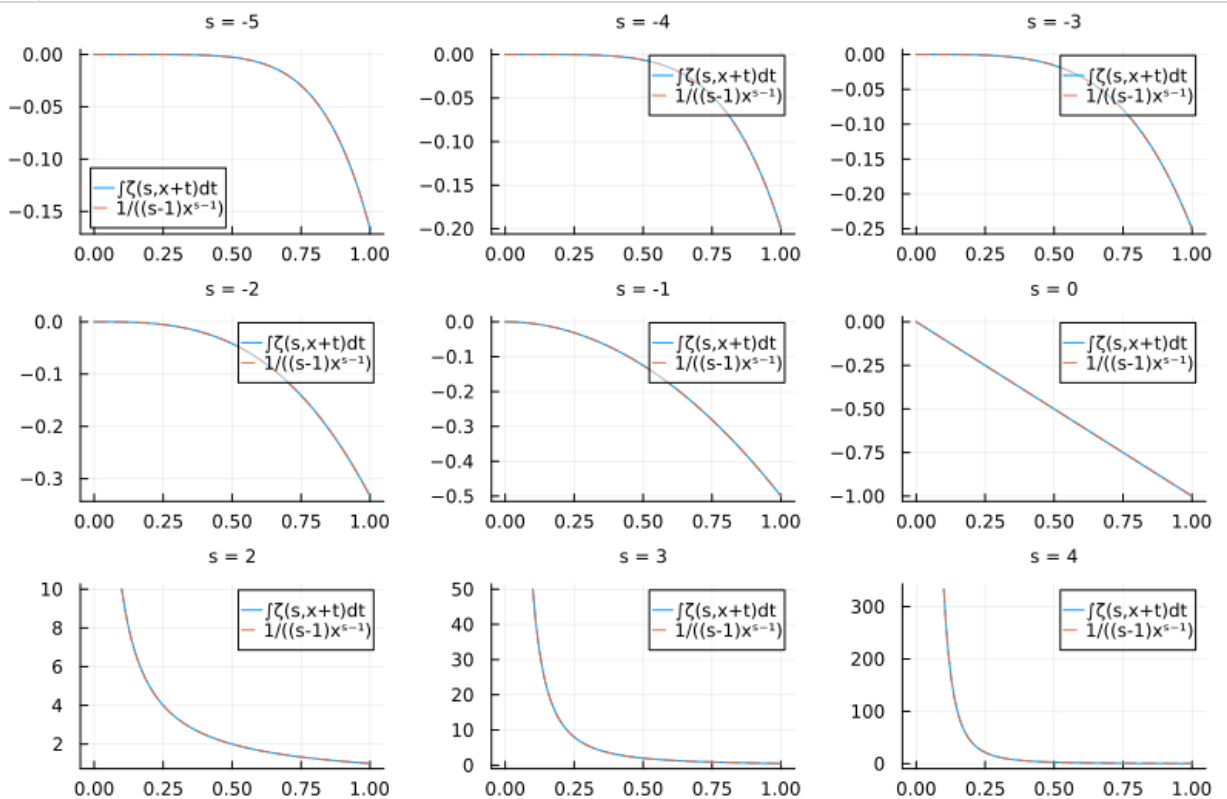 s = -5
0.00
−0.05
−0.10
−0.15
∫ζ(s,x+t)dt
1/((s-1)xˢ⁻¹)
0.00 0.25 0.50 0.75 1.00
s = -4
0.00
−0.05
−0.10
−0.15
−0.20
∫ζ(s,x+t)dt
1/((s-1)xˢ⁻¹)
0.00 0.25 0.50 0.75 1.00
s = -3
0.00
−0.05
−0.10
−0.15
−0.20
−0.25
∫ζ(s,x+t)dt
1/((s-1)xˢ⁻¹)
0.00 0.25 0.50 0.75 1.00
s = -2
0.0
−0.1
−0.2
−0.3
∫ζ(s,x+t)dt
1/((s-1)xˢ⁻¹)
0.00 0.25 0.50 0.75 1.00
s = -1
0.0
−0.1
−0.2
−0.3
−0.4
−0.5
∫ζ(s,x+t)dt
1/((s-1)xˢ⁻¹)
0.00 0.25 0.50 0.75 1.00
s = 0
0.00
−0.25
−0.50
−0.75
−1.00
∫ζ(s,x+t)dt
1/((s-1)xˢ⁻¹)
0.00 0.25 0.50 0.75 1.00
s = 2
10
8
6
4
2
∫ζ(s,x+t)dt
1/((s-1)xˢ⁻¹)
0.00 0.25 0.50 0.75 1.00
s = 3
50
40
30
20
10
0
∫ζ(s,x+t)dt
1/((s-1)xˢ⁻¹)
0.00 0.25 0.50 0.75 1.00
s = 4
300
200
100
0
∫ζ(s,x+t)dt
1/((s-1)xˢ⁻¹)
0.00 0.25 0.50 0.75 1.00